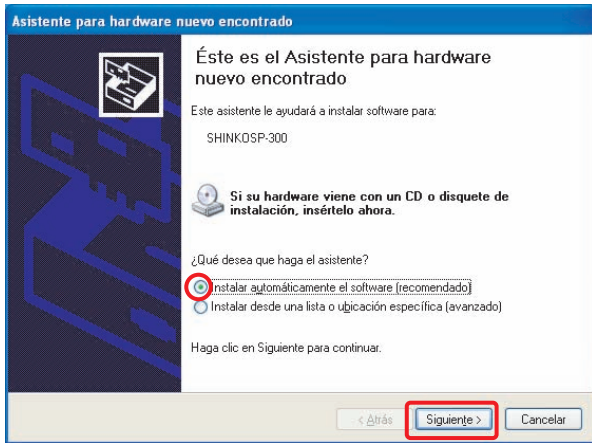 Asistente para hardware nuevo encontrado
Éste es el Asistente para hardware
nuevo encontrado
Este asistente le ayudará a instalar software para:
SHINKOSP-300
Si su hardware viene con un CD o disquete de
instalación, insértelo ahora.
¿Qué desea que haga el asistente?
Instalar automáticamente el software (recomendado)
Instalar desde una lista o ubicación específica (avanzado)
Haga clic en Siguiente para continuar.
< Atrás Siguiente > Cancelar